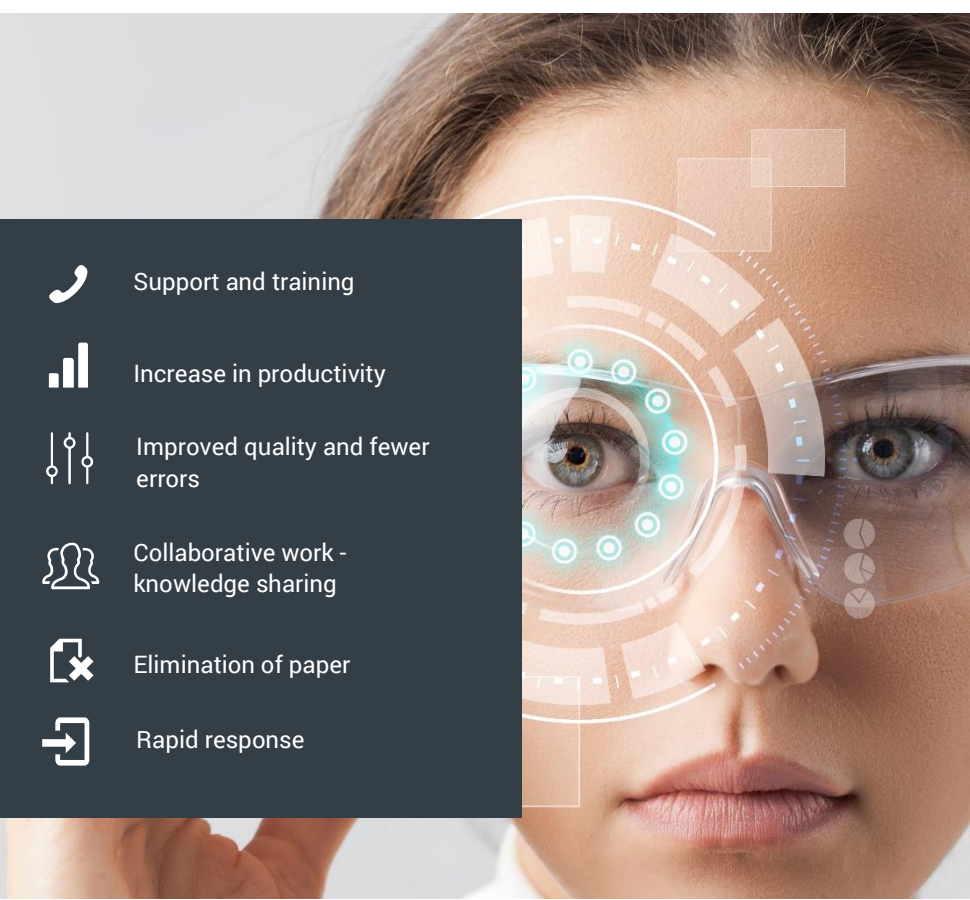 Support and training
Increase in productivity
Improved quality and fewer
errors
Collaborative work -
knowledge sharing
Elimination of paper
Rapid response